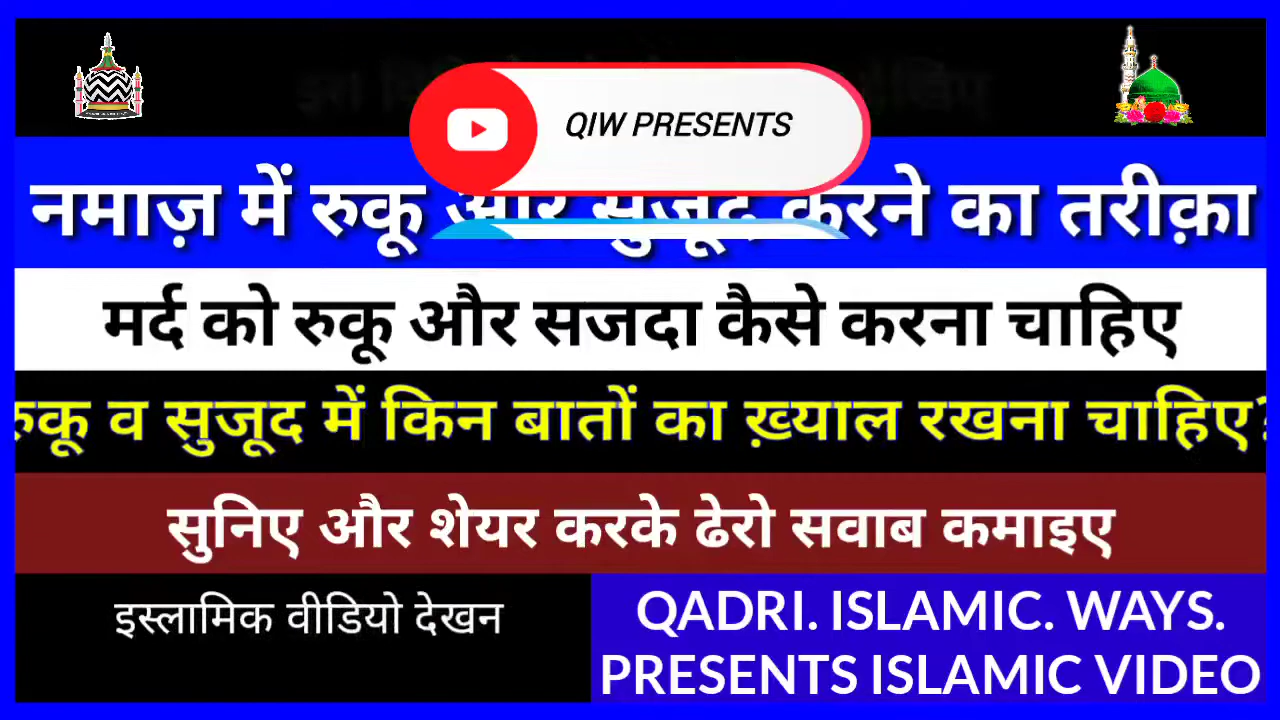 QIW PRESENTS
नमाज़ में रुकू और सुजूद करने का तरीक़ा
मर्द को रुकू और सजदा कैसे करना चाहिए
रुकू व सुजूद में किन बातों का ख़्याल रखना चाहिए?
सुनिए और शेयर करके ढेरो सवाब कमाइए
इस्लामिक वीडियो देखन
QADRI. ISLAMIC. WAYS.
PRESENTS ISLAMIC VIDEO